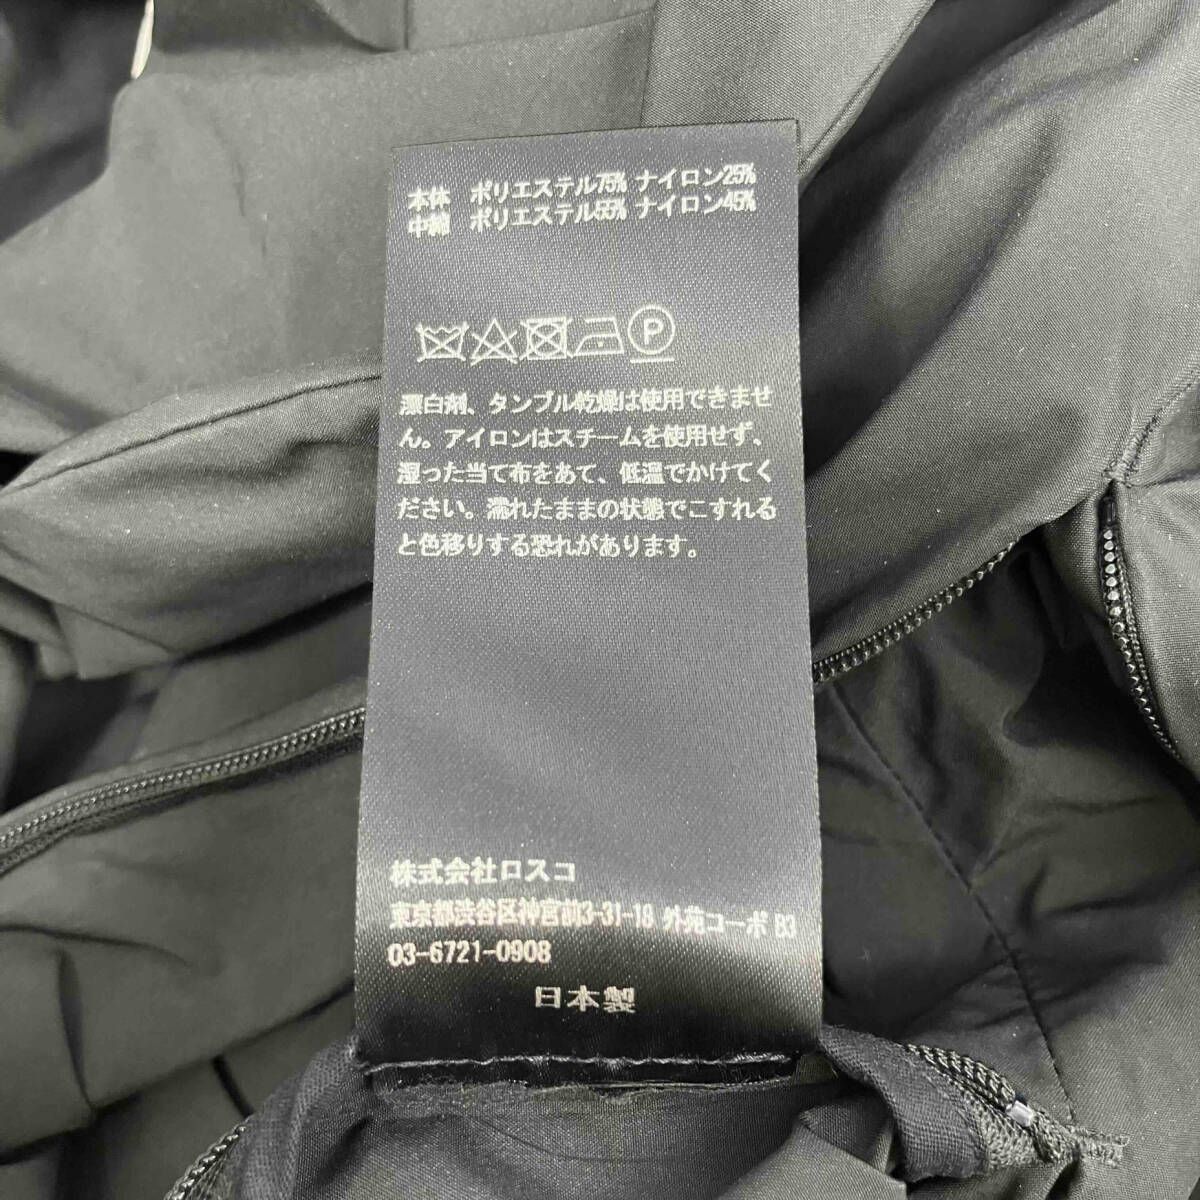 本体 ポリエステル75% ナイロン25%
中綿 ポリエステル55% ナイロン45%
P
漂白剤、タンブル乾燥は使用できませ
ん。アイロンはスチームを使用せず、
湿った当て布をあて、低温でかけてく
ださい。濡れたままの状態でこすれる
と色移りする恐れがあります。
株式会社ロスコ
東京都渋谷区神宮前3-31-18 外苑コーポ B3
03-6721-0908
日本製